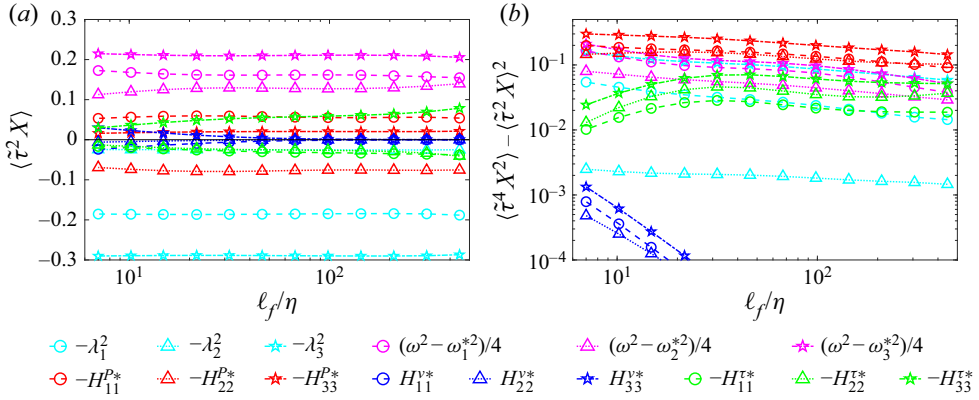 (a)
(b)
0.3
0.2
0.1
0
−0.1
−0.2
−0.3
⟨τ̃²X⟩
10¹
10²
ℓ_f/η
10⁻¹
10⁻²
10⁻³
10⁻⁴
⟨τ̃⁴X²⟩ – ⟨τ̃²X⟩²
10¹
10²
ℓ_f/η
−λ₁² −λ₂² −λ₃² (ω² − ω₁*²)/4 (ω² − ω₂*²)/4 (ω² − ω₃*²)/4
−H₁₁^{P*} −H₂₂^{P*} −H₃₃^{P*} H₁₁^{v*} H₂₂^{v*} H₃₃^{v*} −H₁₁^{τ*} −H₂₂^{τ*} −H₃₃^{τ*}